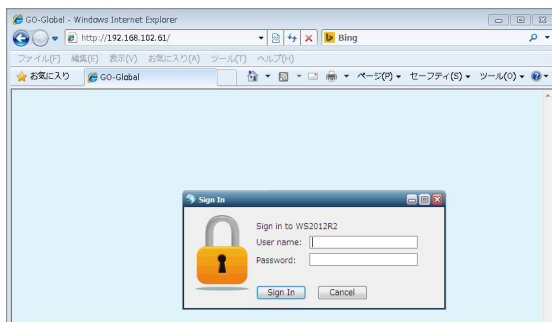 GO-Global - Windows Internet Explorer
http://192.168.102.61/
Bing
ファイル(F) 編集(E) 表示(V) お気に入り(A) ツール(T) ヘルプ(H)
お気に入り GO-Global ページ(P) セーフティ(S) ツール(O)
Sign In
Sign in to WS2012R2
User name:
Password:
Sign In Cancel